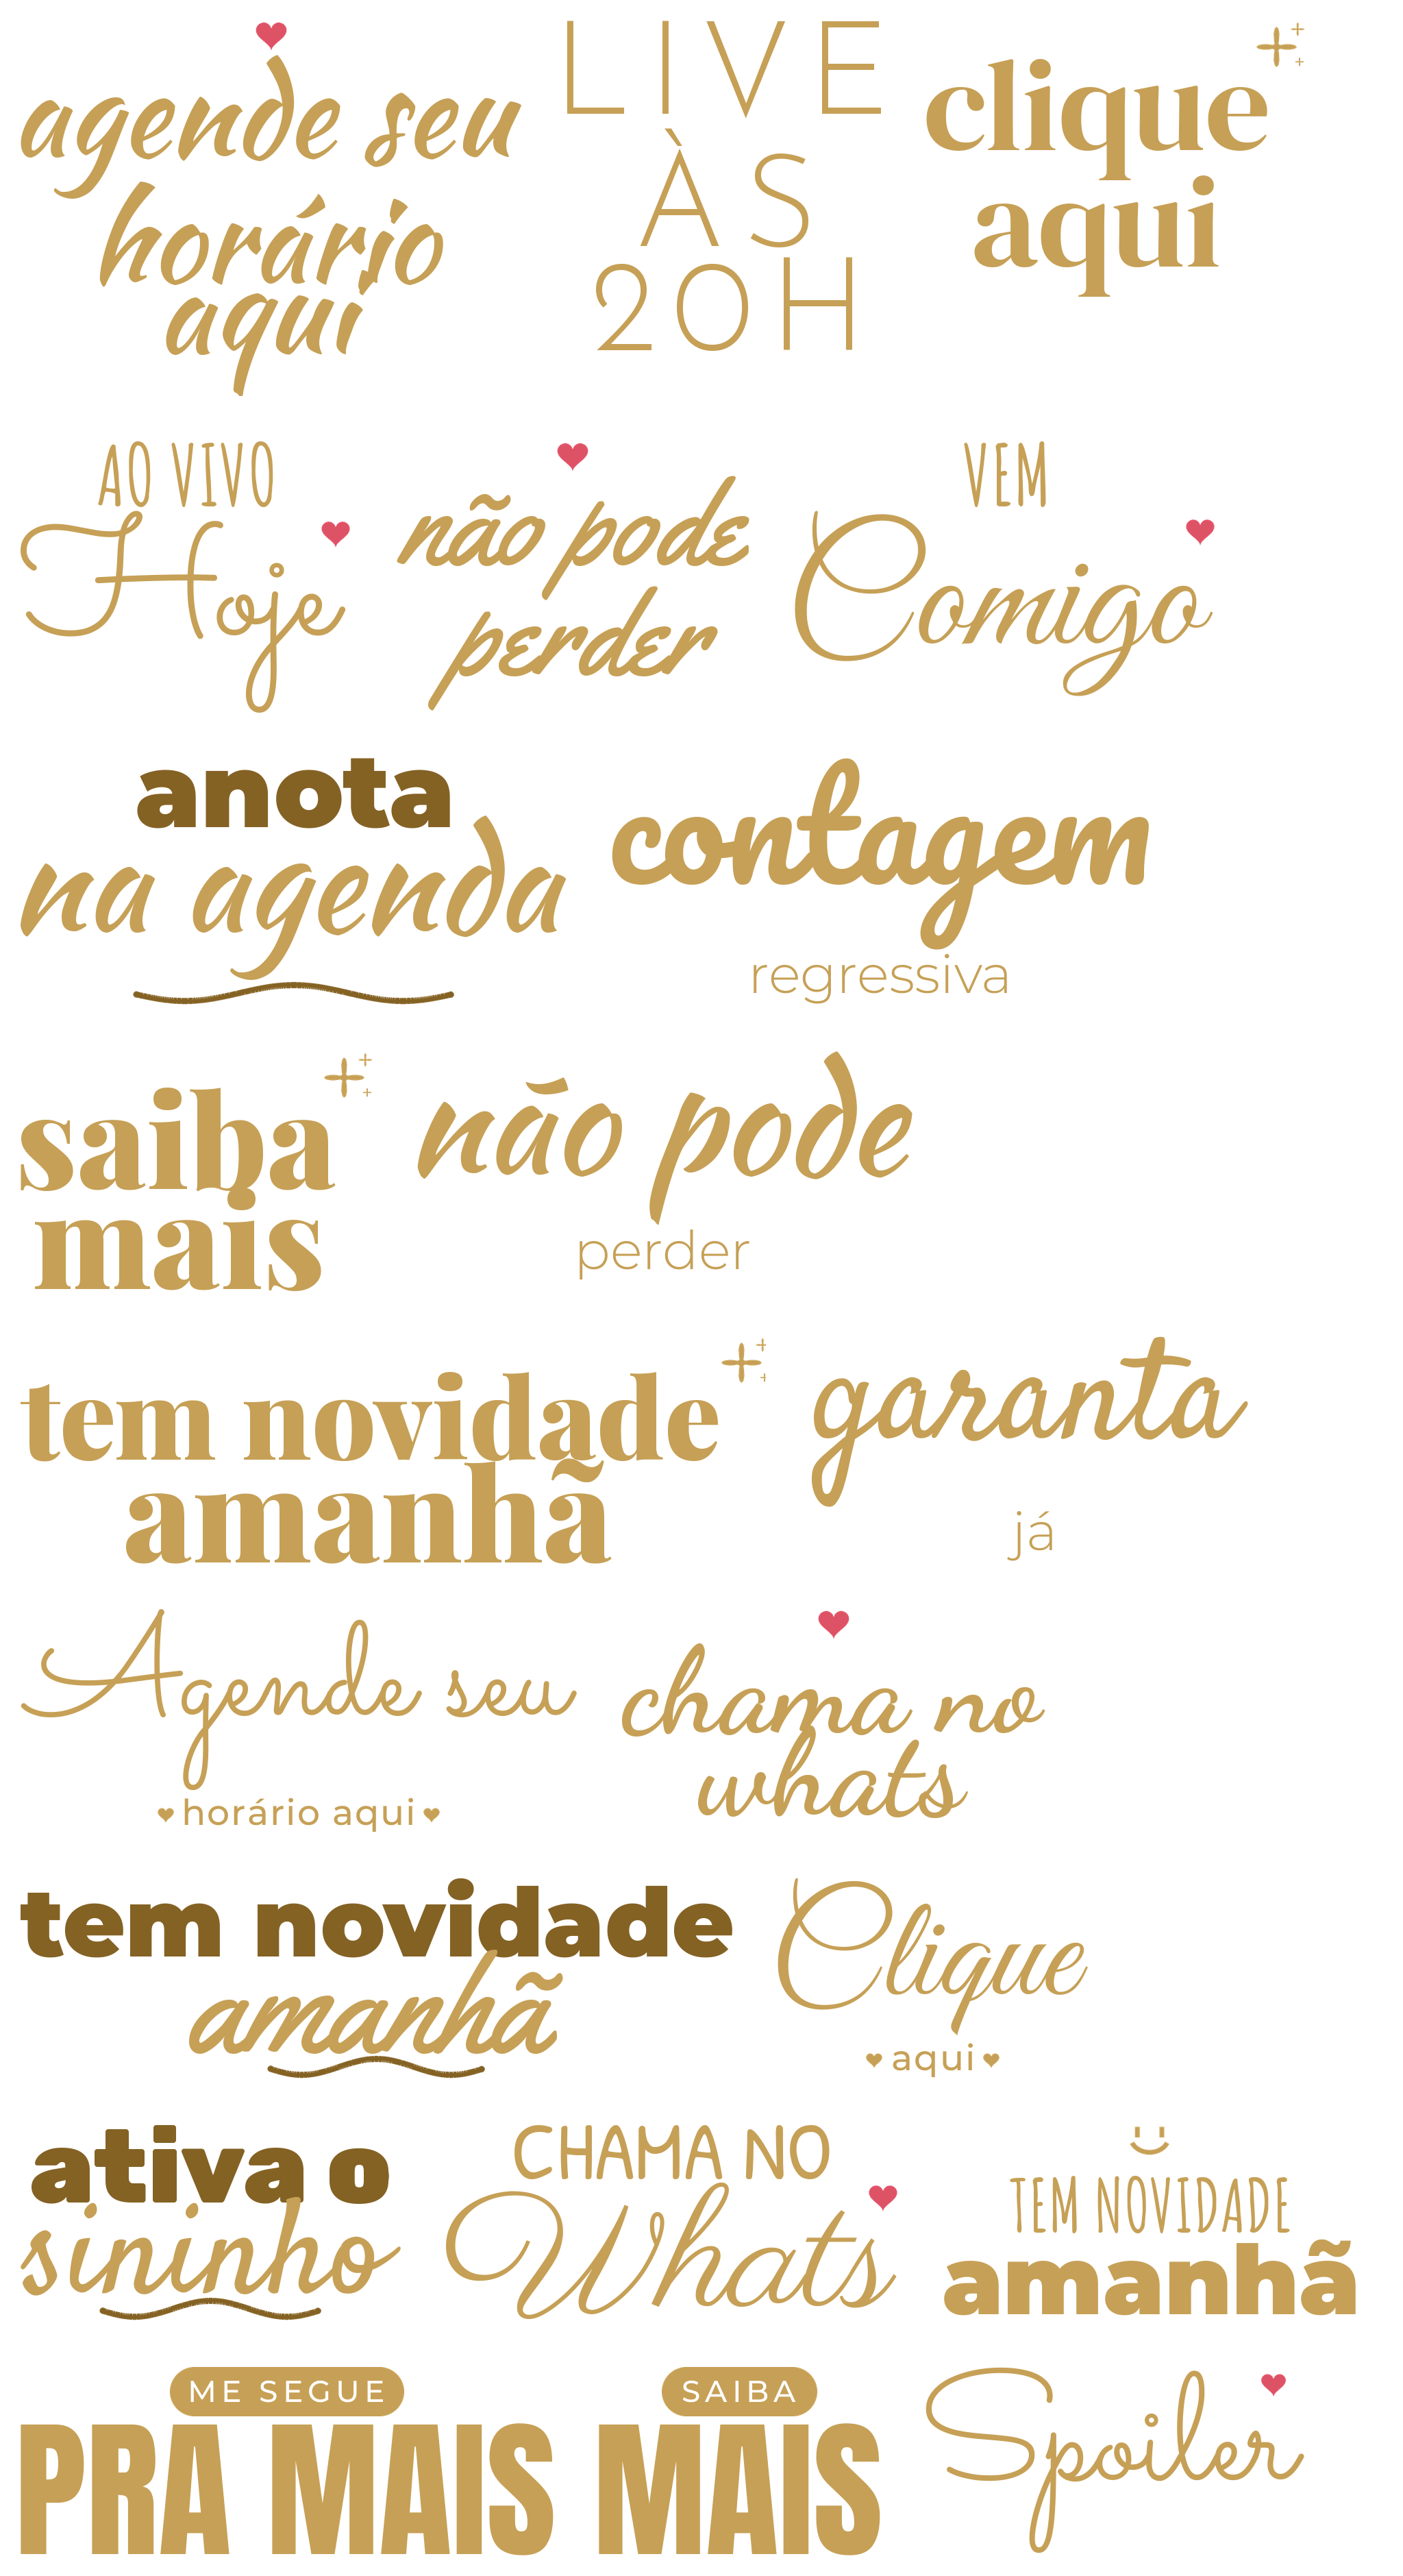 agende seu
horário
aqui
LIVE
ÀS
20H
clique
aqui
AO VIVO
Hoje
não pode
perder
VEM
Comigo
anota
na agenda
contagem
regressiva
saiba
mais
não pode
perder
tem novidade
amanhã
garanta
já
Agende seu
horário aqui
chama no
whats
tem novidade
amanhã
Clique
aqui
ativa o
sininho
CHAMA NO
Whats
TEM NOVIDADE
amanhã
ME SEGUE
PRA MAIS
SAIBA
MAIS
Spoiler